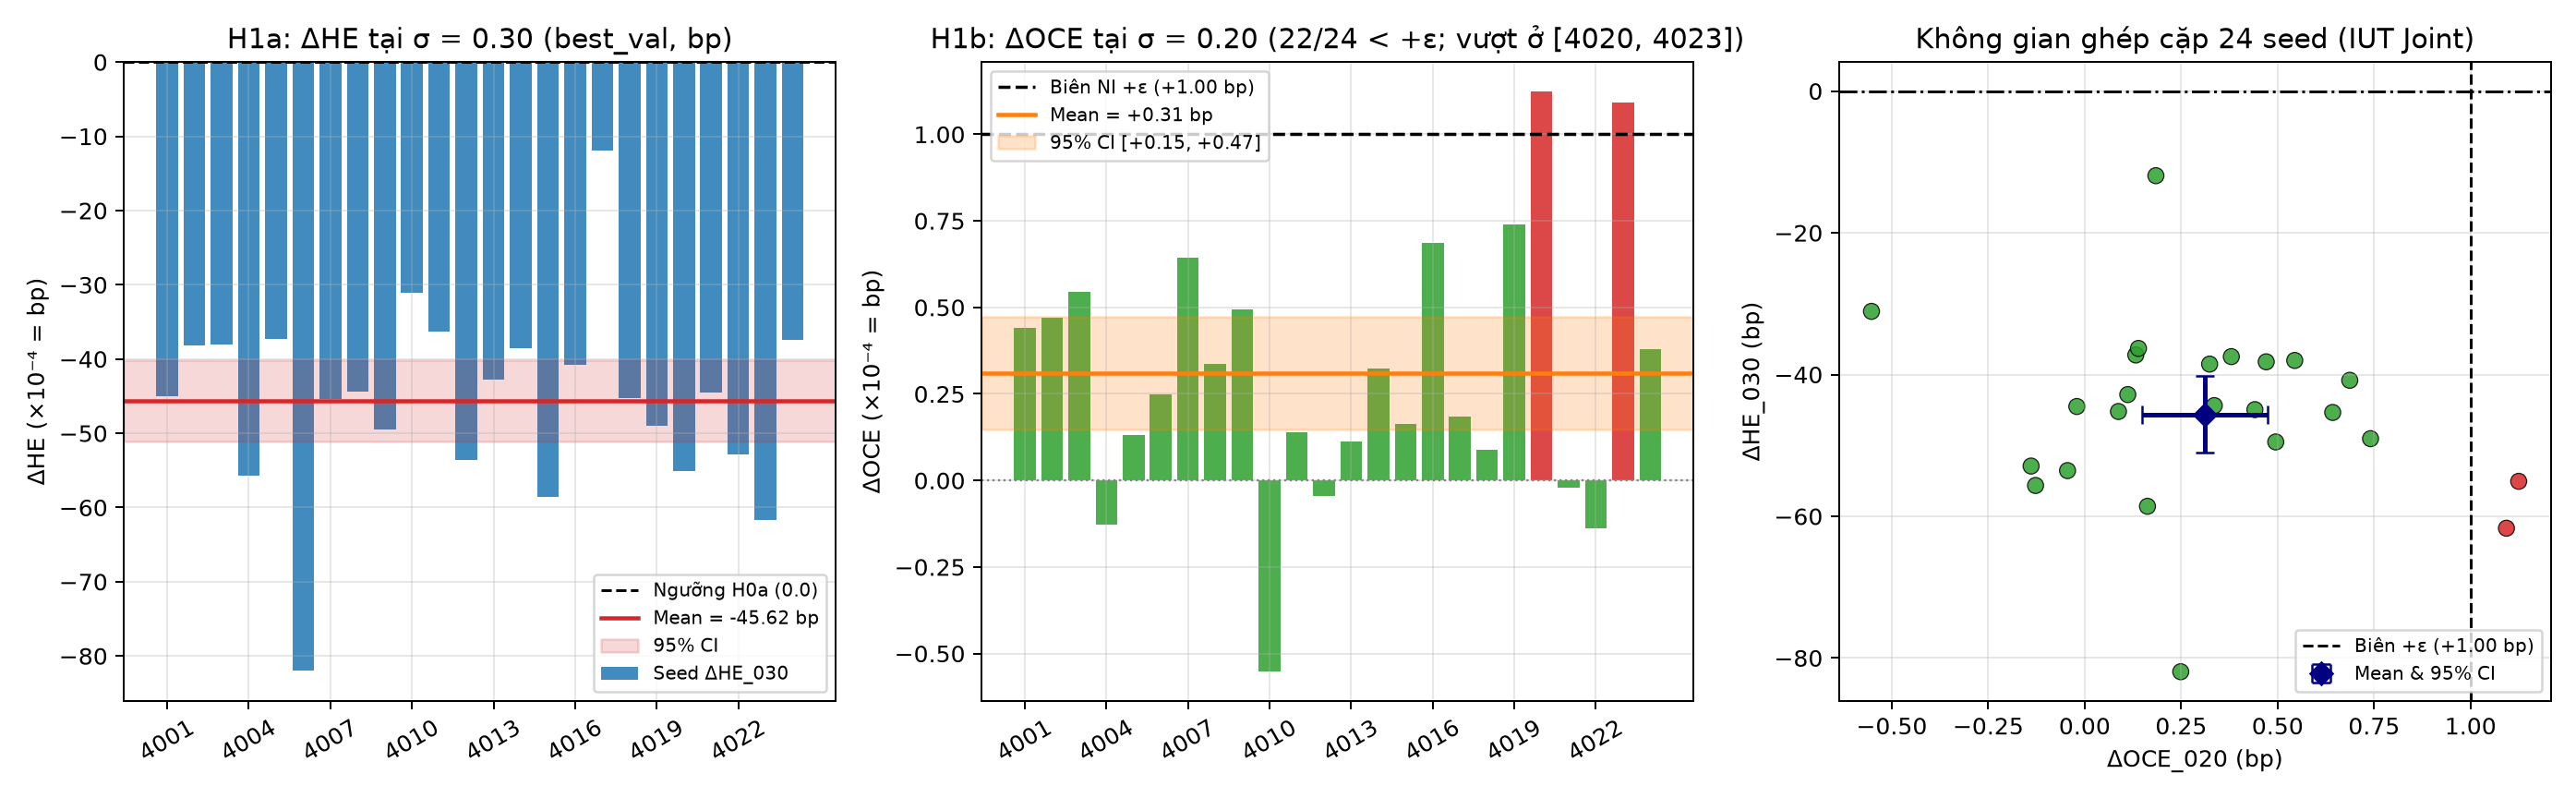 H1a: ΔHE tại σ = 0.30 (best_val, bp)
ΔHE (×10⁻⁴ = bp)
0
−10
−20
−30
−40
−50
−60
−70
−80
4001
4004
4007
4010
4013
4016
4019
4022
Ngưỡng H0a (0.0)
Mean = -45.62 bp
95% CI
Seed ΔHE_030
H1b: ΔOCE tại σ = 0.20 (22/24 < +ε; vượt ở [4020, 4023])
ΔOCE (×10⁻⁴ = bp)
1.00
0.75
0.50
0.25
0.00
−0.25
−0.50
4001
4004
4007
4010
4013
4016
4019
4022
Biên NI +ε (+1.00 bp)
Mean = +0.31 bp
95% CI [+0.15, +0.47]
Không gian ghép cặp 24 seed (IUT Joint)
ΔHE_030 (bp)
0
−20
−40
−60
−80
−0.50
−0.25
0.00
0.25
0.50
0.75
1.00
ΔOCE_020 (bp)
Biên +ε (+1.00 bp)
Mean & 95% CI